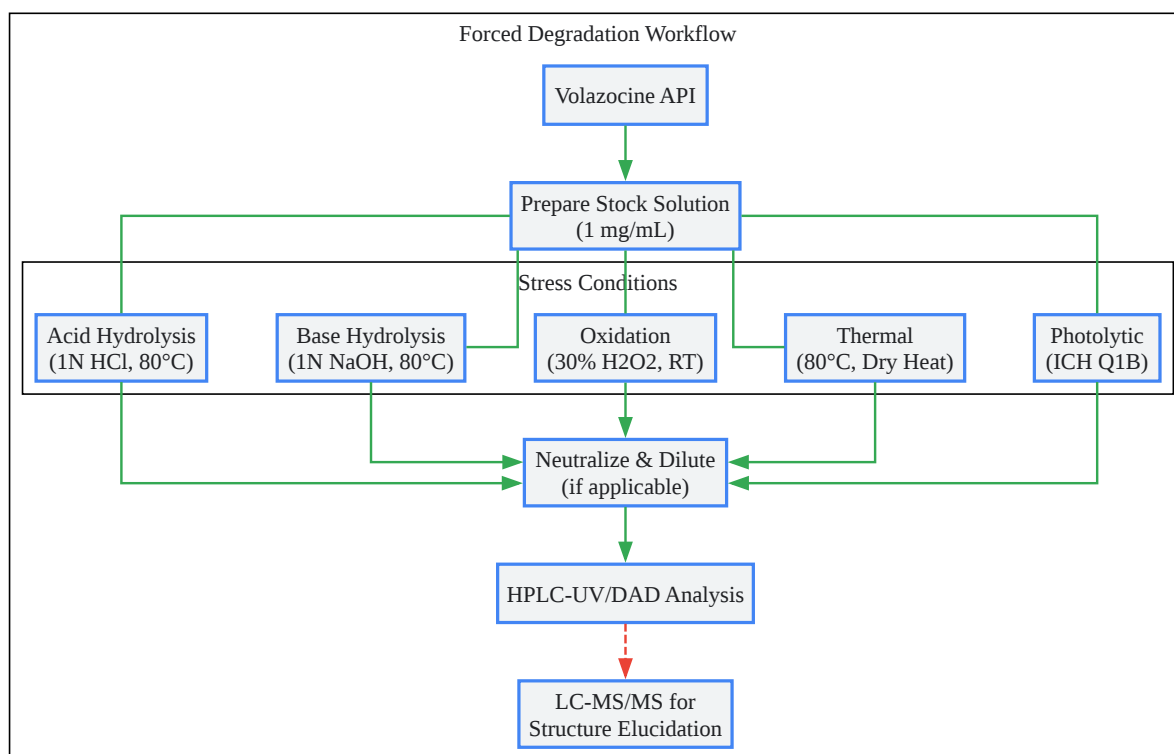 Forced Degradation Workflow
Volazocine API
Prepare Stock Solution
(1 mg/mL)
Stress Conditions
Acid Hydrolysis
(1N HCl, 80°C)
Base Hydrolysis
(1N NaOH, 80°C)
Oxidation
(30% H2O2, RT)
Thermal
(80°C, Dry Heat)
Photolytic
(ICH Q1B)
Neutralize & Dilute
(if applicable)
HPLC-UV/DAD Analysis
LC-MS/MS for
Structure Elucidation